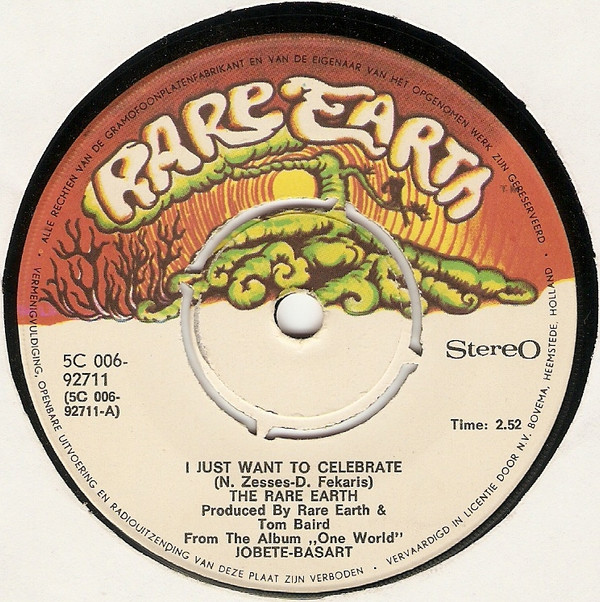 • ALLE RECHTEN VAN DE GRAMOFOONPLATENFABRIKANT EN VAN DE EIGENAAR VAN HET OPGENOMEN WERK ZIJN GERESERVEERD •
RARE EARTH
T.M.
5C 006-
92711
(5C 006-
92711-A)
StereO
Time: 2.52
I JUST WANT TO CELEBRATE
(N. Zesses-D. Fekaris)
THE RARE EARTH
Produced By Rare Earth &
Tom Baird
From The Album „One World”
JOBETE-BASART
VERMENIGVULDIGING, OPENBARE UITVOERING EN RADIOUITZENDING VAN DEZE PLAAT ZIJN VERBODEN • VERVAARDIGD IN LICENTIE DOOR N.V. BOVEMA, HEEMSTEDE, HOLLAND